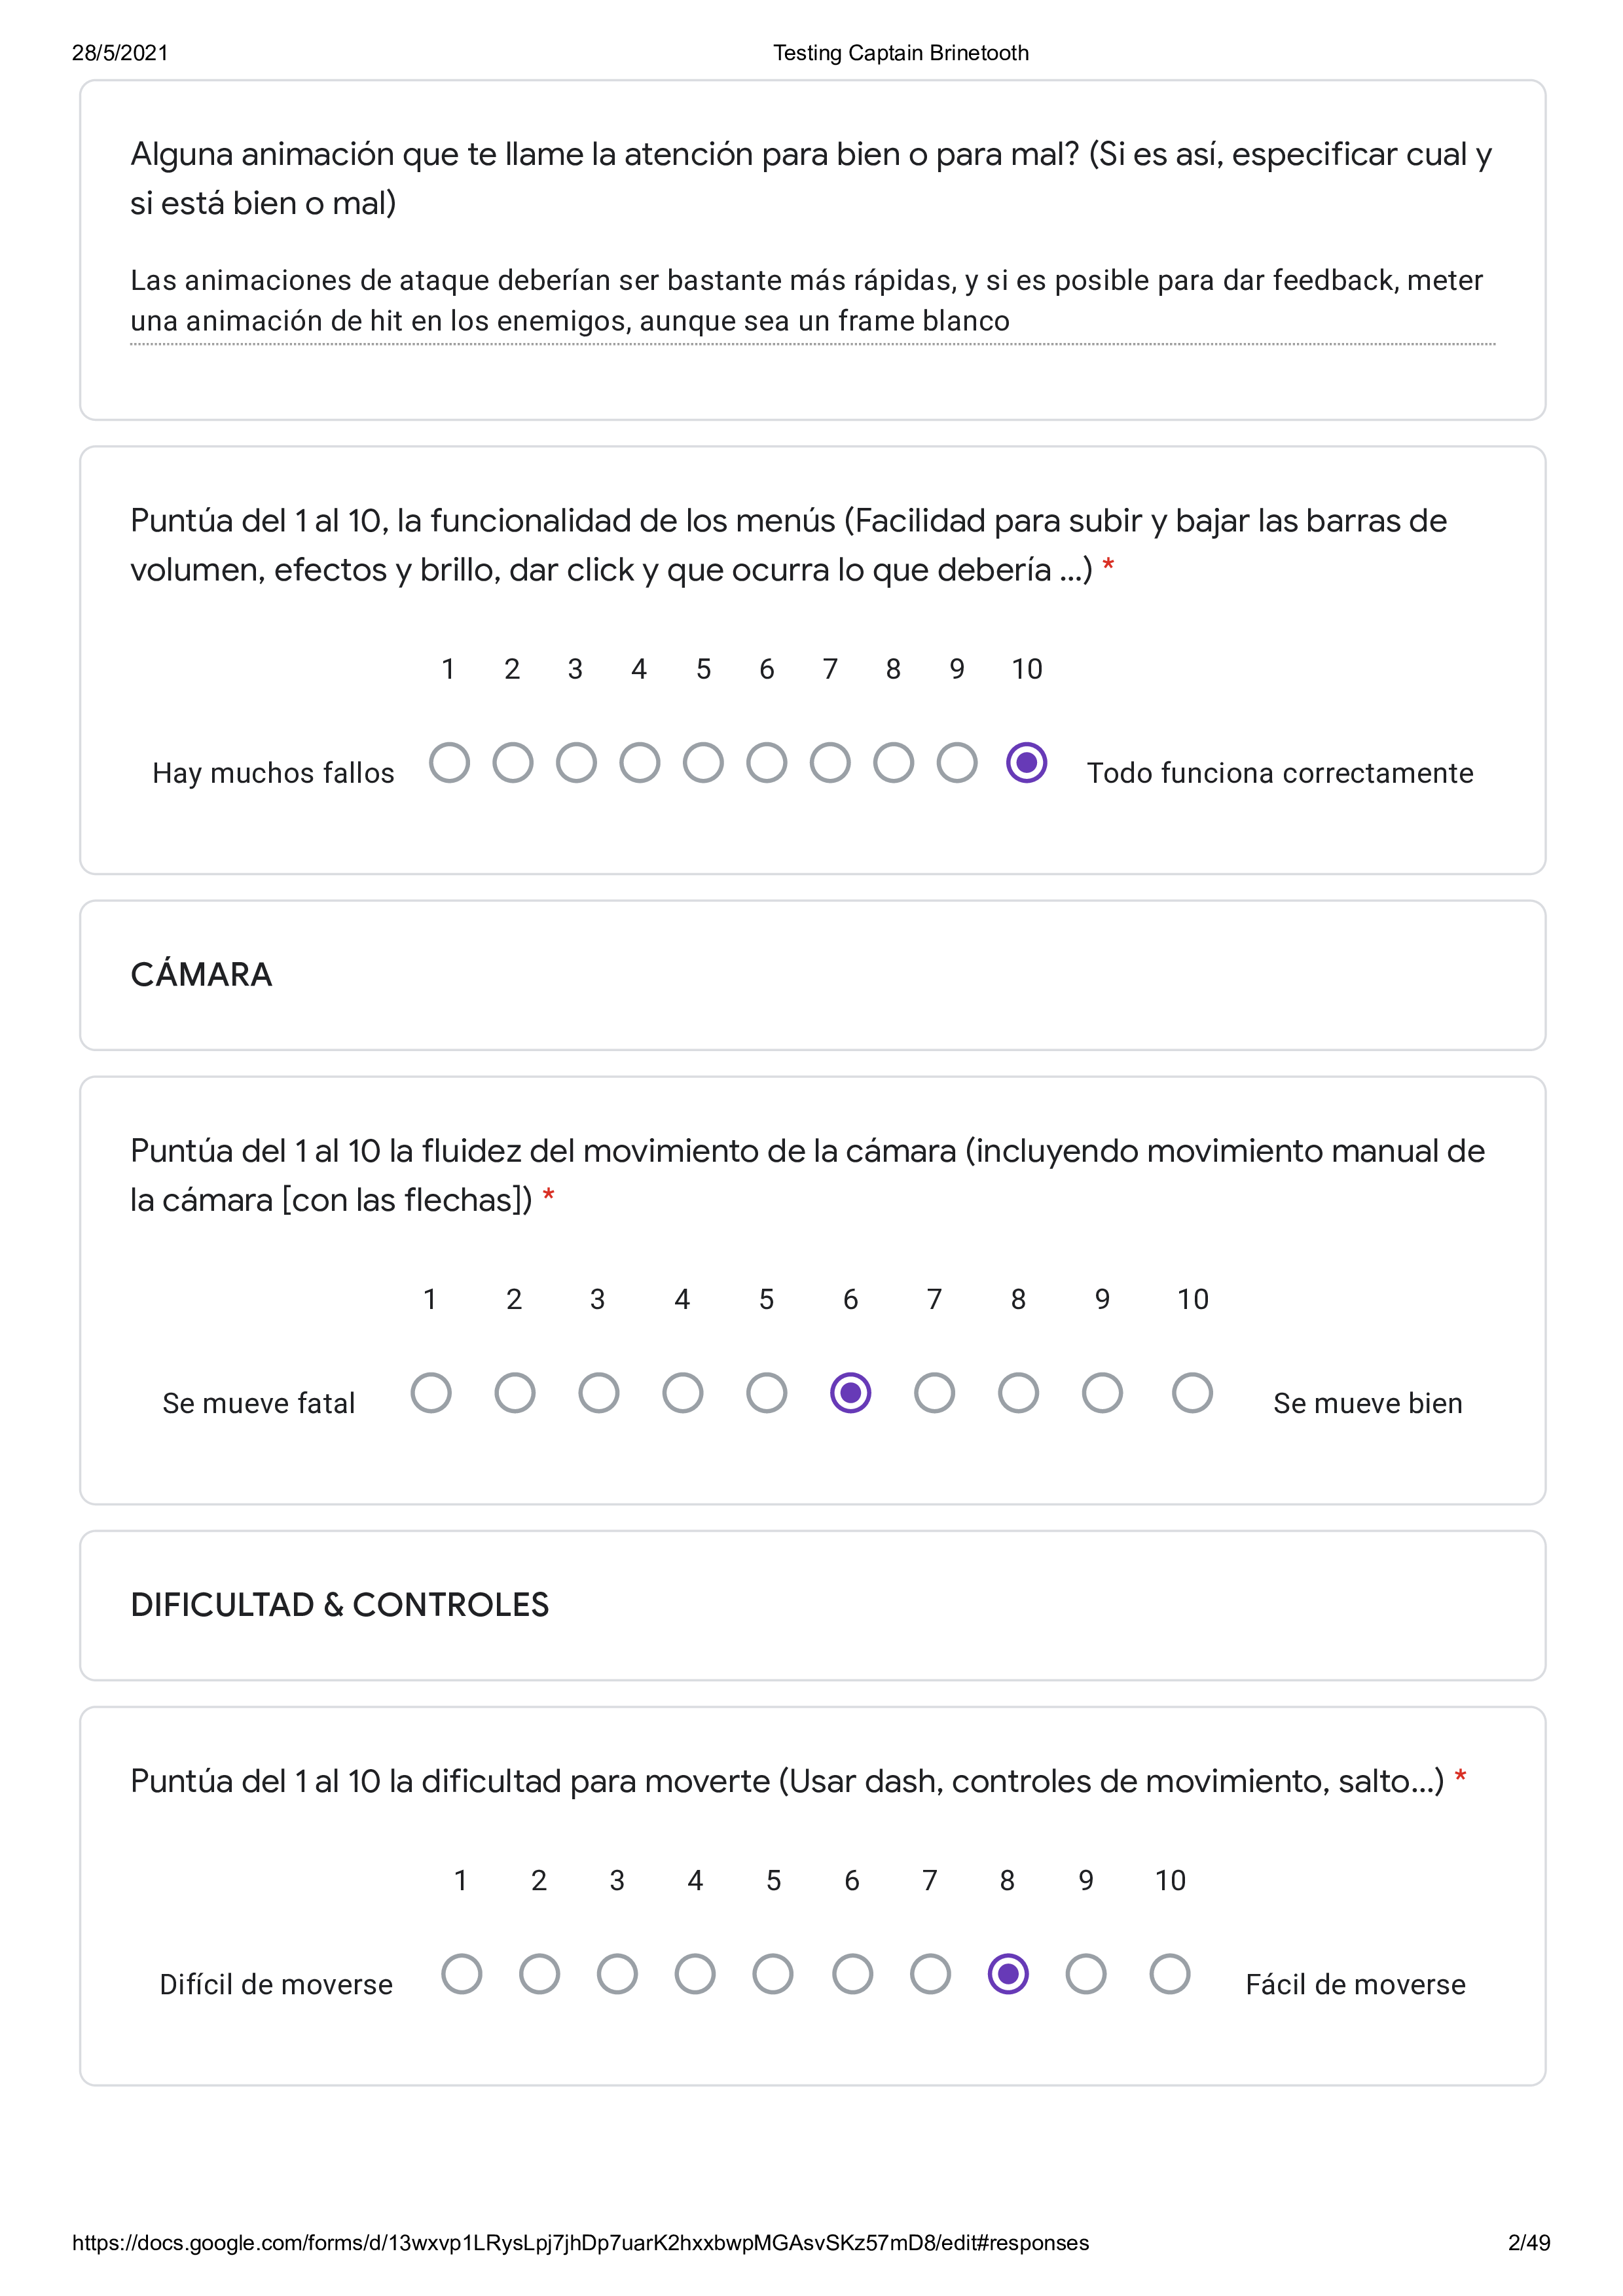 28/5/2021 Testing Captain Brinetooth
Alguna animación que te llame la atención para bien o para mal? (Si es así, especificar cual y
si está bien o mal)
Las animaciones de ataque deberían ser bastante más rápidas, y si es posible para dar feedback, meter
una animación de hit en los enemigos, aunque sea un frame blanco
Puntúa del 1 al 10, la funcionalidad de los menús (Facilidad para subir y bajar las barras de
volumen, efectos y brillo, dar click y que ocurra lo que debería ...) *
1 2 3 4 5 6 7 8 9 10
Hay muchos fallos Todo funciona correctamente
CÁMARA
Puntúa del 1 al 10 la fluidez del movimiento de la cámara (incluyendo movimiento manual de
la cámara [con las flechas]) *
1 2 3 4 5 6 7 8 9 10
Se mueve fatal Se mueve bien
DIFICULTAD & CONTROLES
Puntúa del 1 al 10 la dificultad para moverte (Usar dash, controles de movimiento, salto...) *
1 2 3 4 5 6 7 8 9 10
Difícil de moverse Fácil de moverse
https://docs.google.com/forms/d/13wxvp1LRysLpj7jhDp7uarK2hxxbwpMGAsvSKz57mD8/edit#responses 2/49